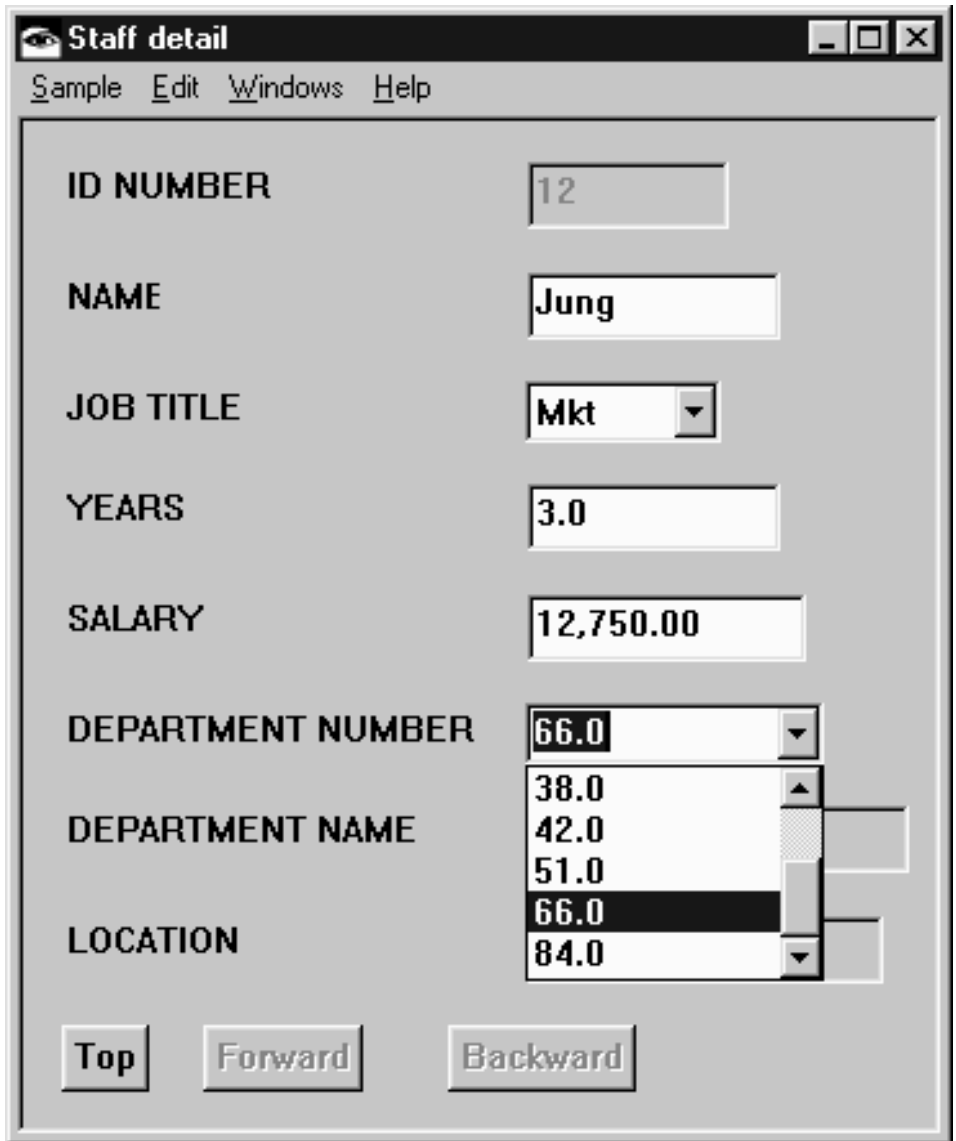 Staff detail
Sample Edit Windows Help
ID NUMBER 12
NAME Jung
JOB TITLE Mkt
YEARS 3.0
SALARY 12,750.00
DEPARTMENT NUMBER 66.0
38.0
DEPARTMENT NAME 42.0
51.0
66.0
LOCATION 84.0
Top Forward Backward